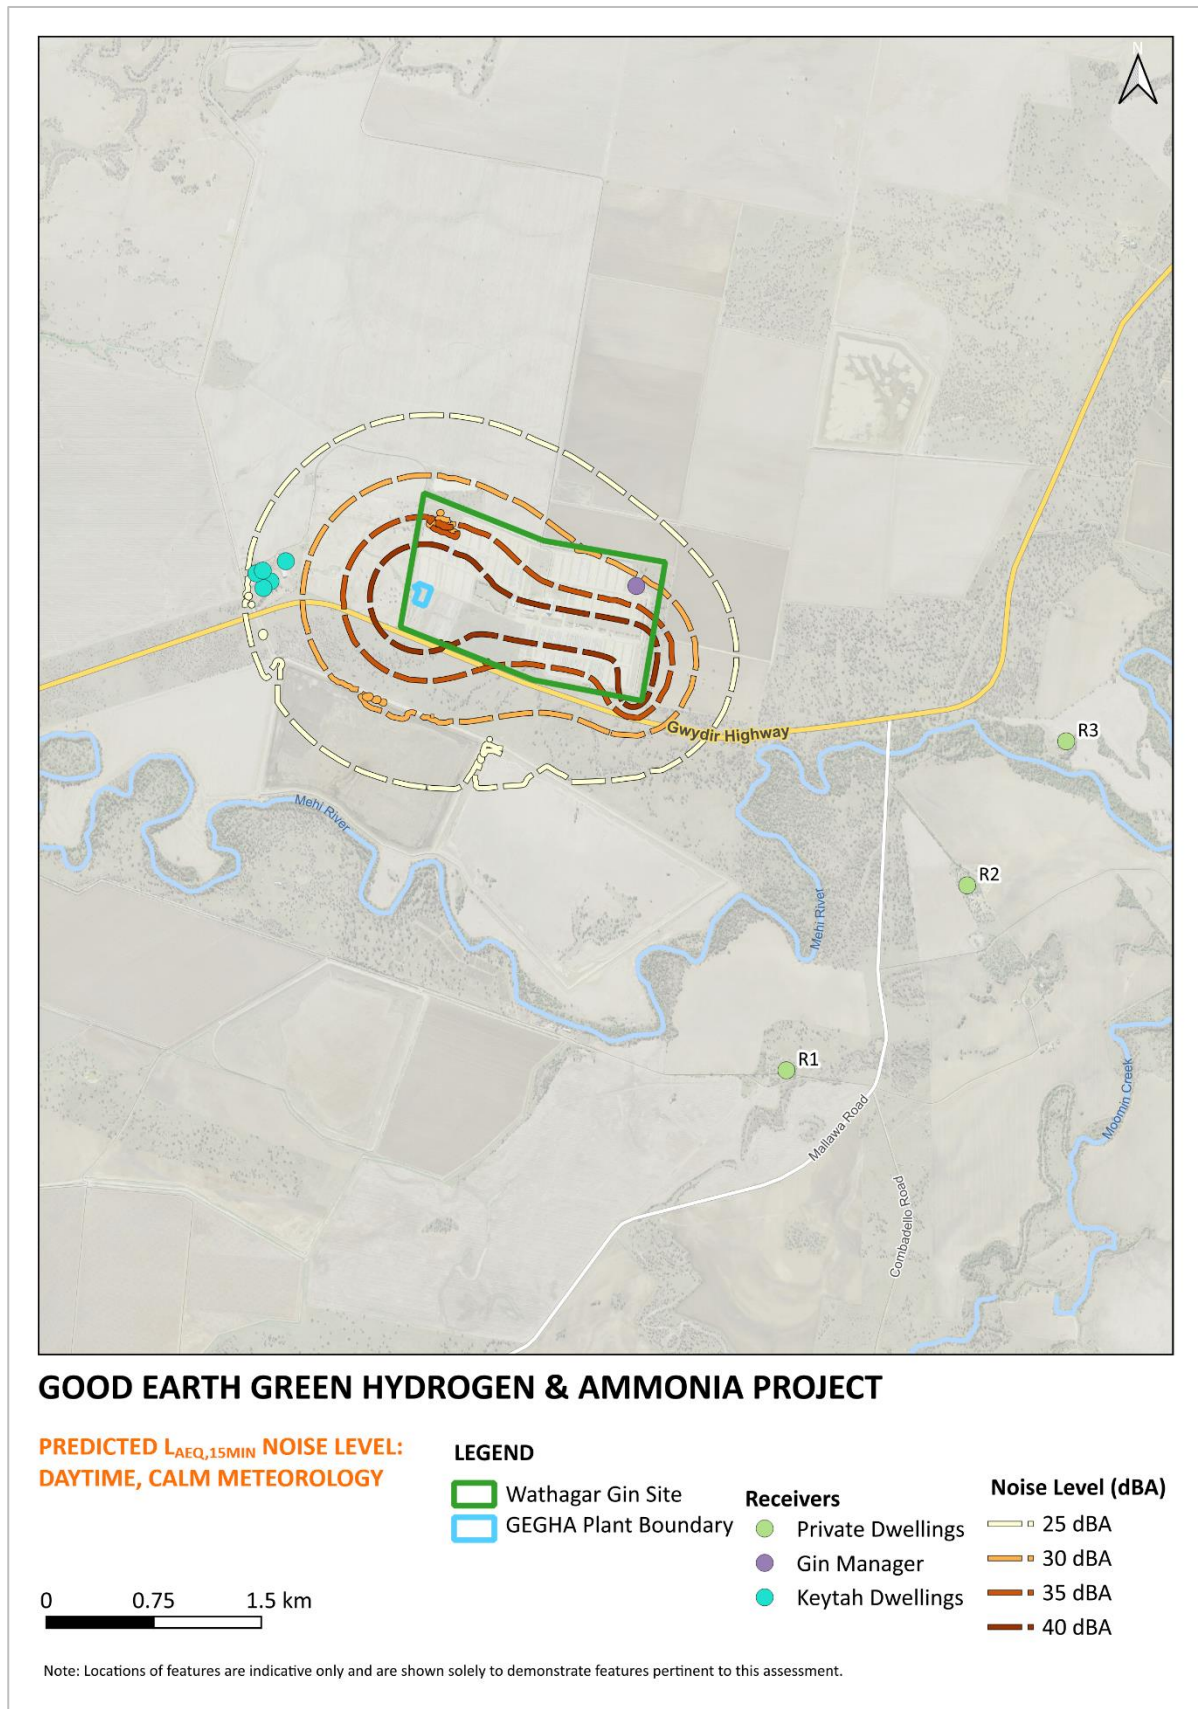 N
R3
Gwydir Highway
Mehi River
R2
Mehi River
R1
Moomin Creek
Mallawa Road
Combadello Road
GOOD EARTH GREEN HYDROGEN & AMMONIA PROJECT
PREDICTED LAEQ,15MIN NOISE LEVEL:
DAYTIME, CALM METEOROLOGY
LEGEND
Wathagar Gin Site
GEGHA Plant Boundary
Receivers
Private Dwellings
Gin Manager
Keytah Dwellings
Noise Level (dBA)
25 dBA
30 dBA
35 dBA
40 dBA
0 0.75 1.5 km
Note: Locations of features are indicative only and are shown solely to demonstrate features pertinent to this assessment.